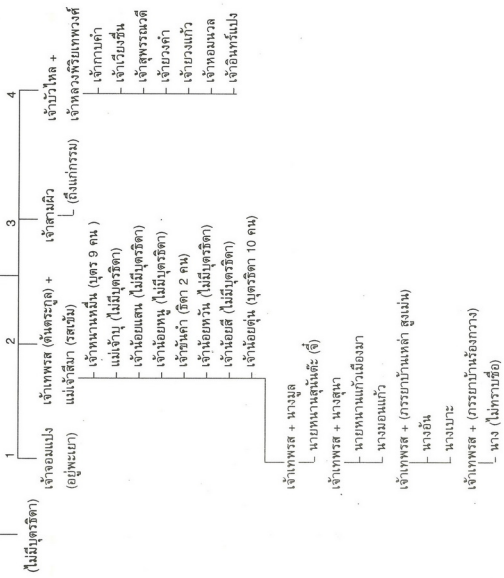 (ไม่มีบุตรธิดา)
1
เจ้าจอมแปง
(อยู่พะเยา)
2
เจ้าเทพรส (ต้นตระกูล) +
แม่เจ้าสีมา (รสเข้ม)
เจ้าหนานหมื่น (บุตร 9 คน )
แม่เจ้าบุ (ไม่มีบุตรธิดา)
เจ้าน้อยแสน (ไม่มีบุตรธิดา)
เจ้าน้อยหนู (ไม่มีบุตรธิดา)
เจ้าขันคำ (ธิดา 2 คน)
เจ้าน้อยหวัน (ไม่มีบุตรธิดา)
เจ้าน้อยสี (ไม่มีบุตรธิดา)
เจ้าน้อยตุ่น (บุตรธิดา 10 คน)
เจ้าเทพรส + นางมูล
นายหนานสุนันต๊ะ (จี๋)
เจ้าเทพรส + นางสุนา
นายหนานแก้วเมืองมา
นางมอนแก้ว
เจ้าเทพรส + (ภรรยาบ้านเหล่า สูงเม่น)
นางอ้น
นางเบาะ
เจ้าเทพรส + (ภรรยาบ้านร้องกวาง)
นาง (ไม่ทราบชื่อ)
3
เจ้าสามผิว
(ถึงแก่กรรม)
4
เจ้าบัวไหล +
เจ้าหลวงพิริยเทพวงศ์
เจ้ากาบคำ
เจ้าเวียงชื่น
เจ้าสุพรรณวดี
เจ้ายวงคำ
เจ้ายวงแก้ว
เจ้าหอมนวล
เจ้าอินทร์แปง